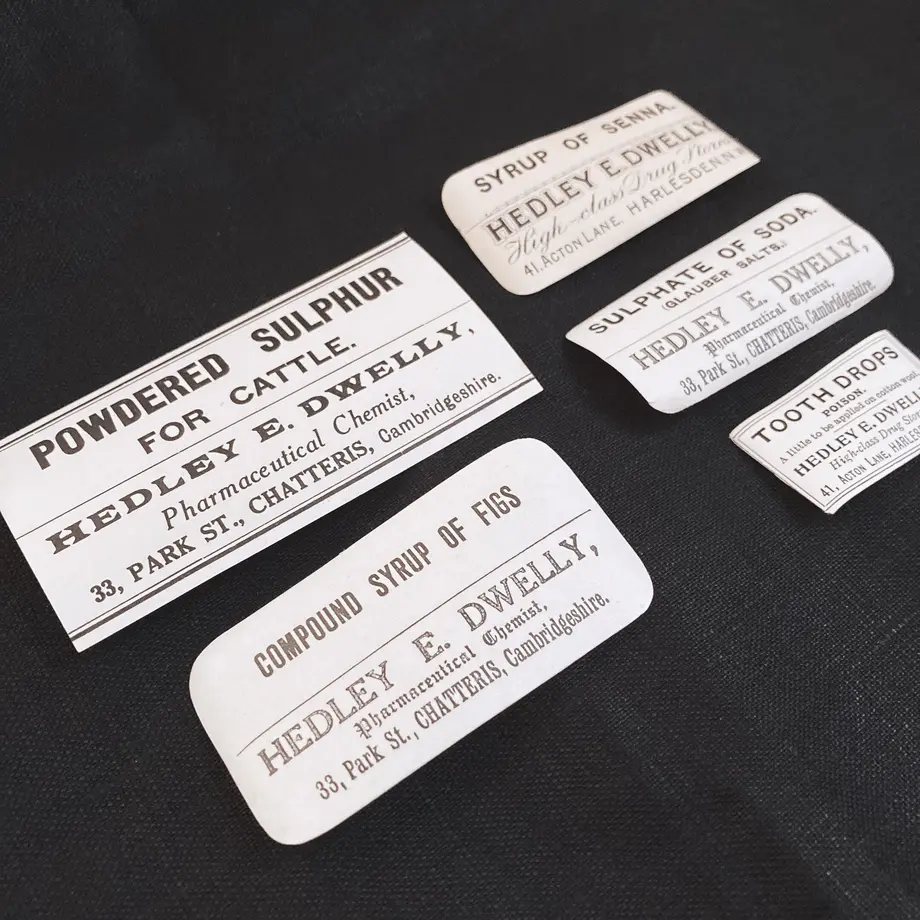 SYRUP OF SENNA.
HEDLEY E. DWELLY
High-class Drug Stores
41, ACTON LANE, HARLESDEN. N.W
SULPHATE OF SODA.
(GLAUBER SALTS.)
HEDLEY E. DWELLY,
Pharmaceutical Chemist,
33, Park St., CHATTERIS, Cambridgeshire.
TOOTH DROPS
POISON.
A little to be applied on cotton wool
HEDLEY E. DWELL
High-class Drug Sto
41, ACTON LANE, HARLES
POWDERED SULPHUR
FOR CATTLE.
HEDLEY E. DWELLY,
Pharmaceutical Chemist,
33, PARK ST., CHATTERIS, Cambridgeshire.
COMPOUND SYRUP OF FIGS
HEDLEY E. DWELLY,
Pharmaceutical Chemist,
33, Park St., CHATTERIS, Cambridgeshire.